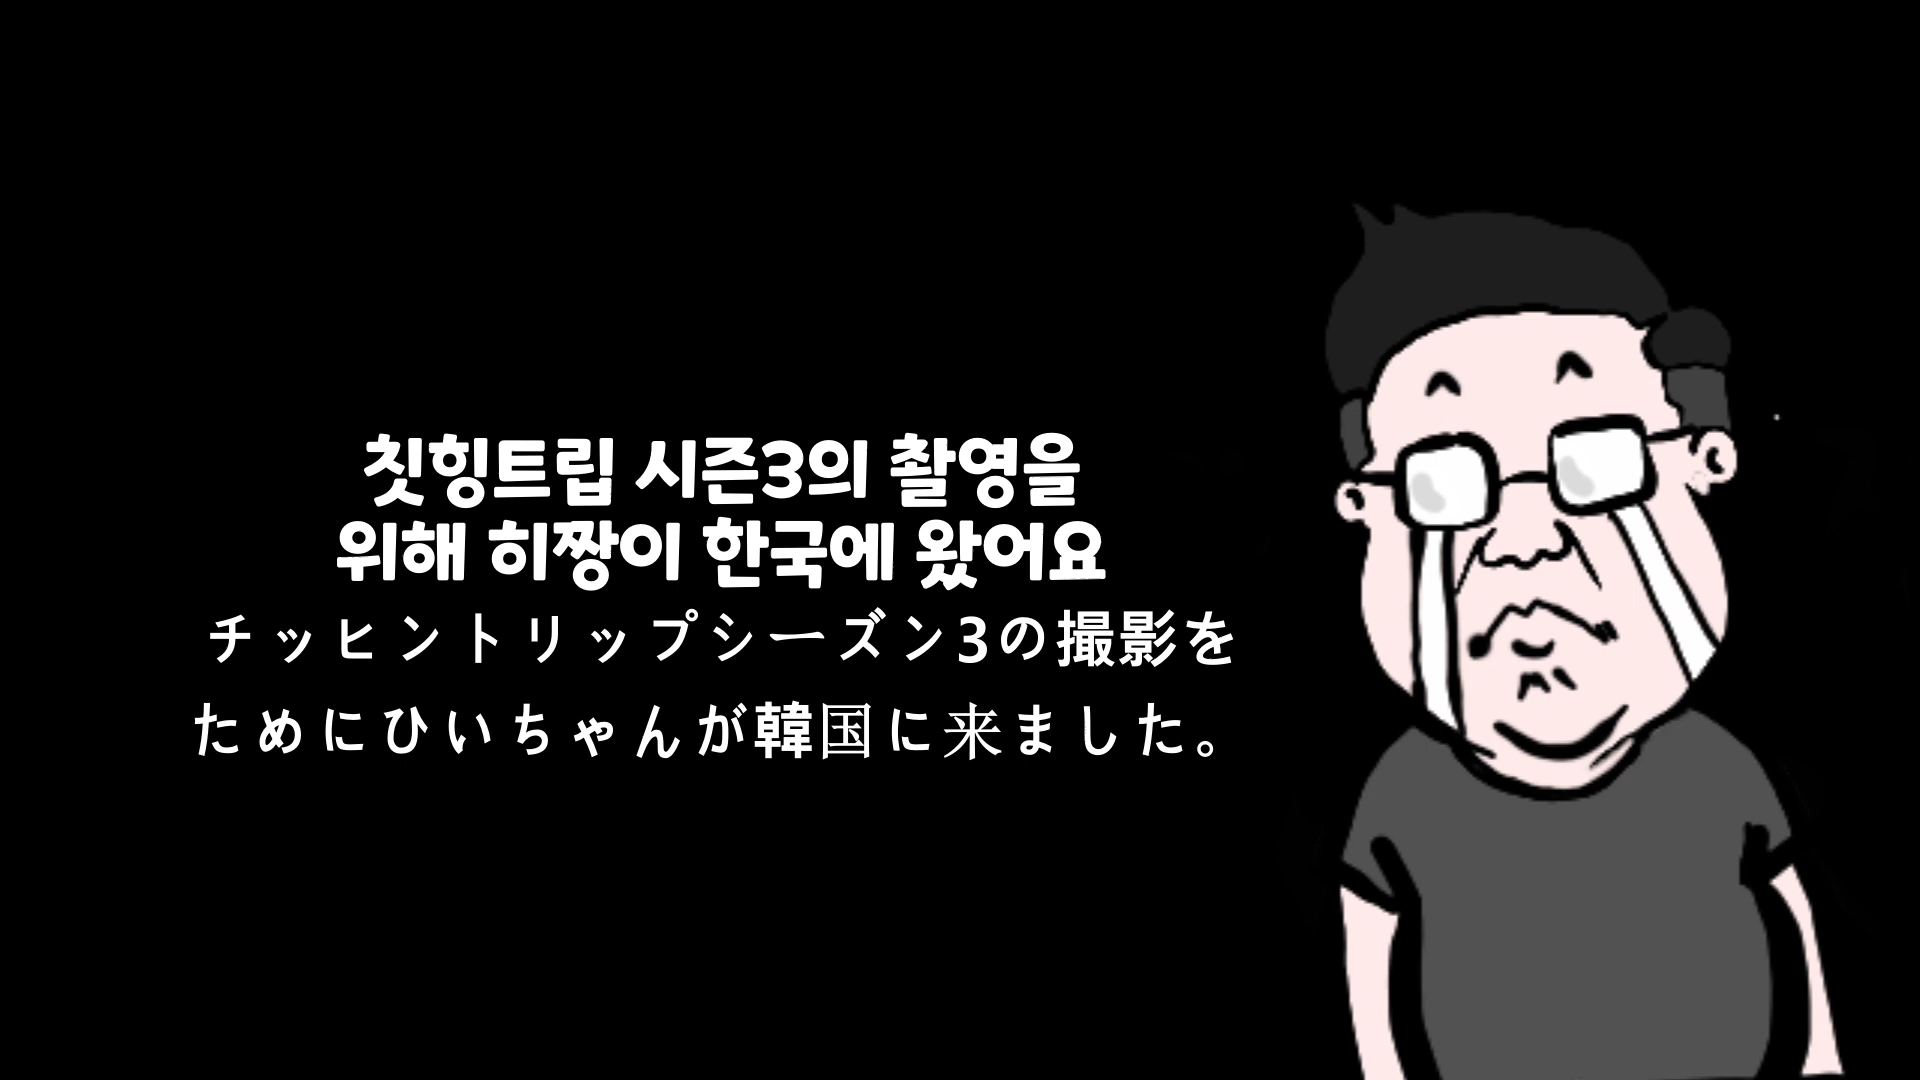 칫힝트립 시즌3의 촬영을
위해 히짱이 한국에 왔어요
チッヒントリップシーズン3の撮影を
ためにひいちゃんが韓国に来ました。